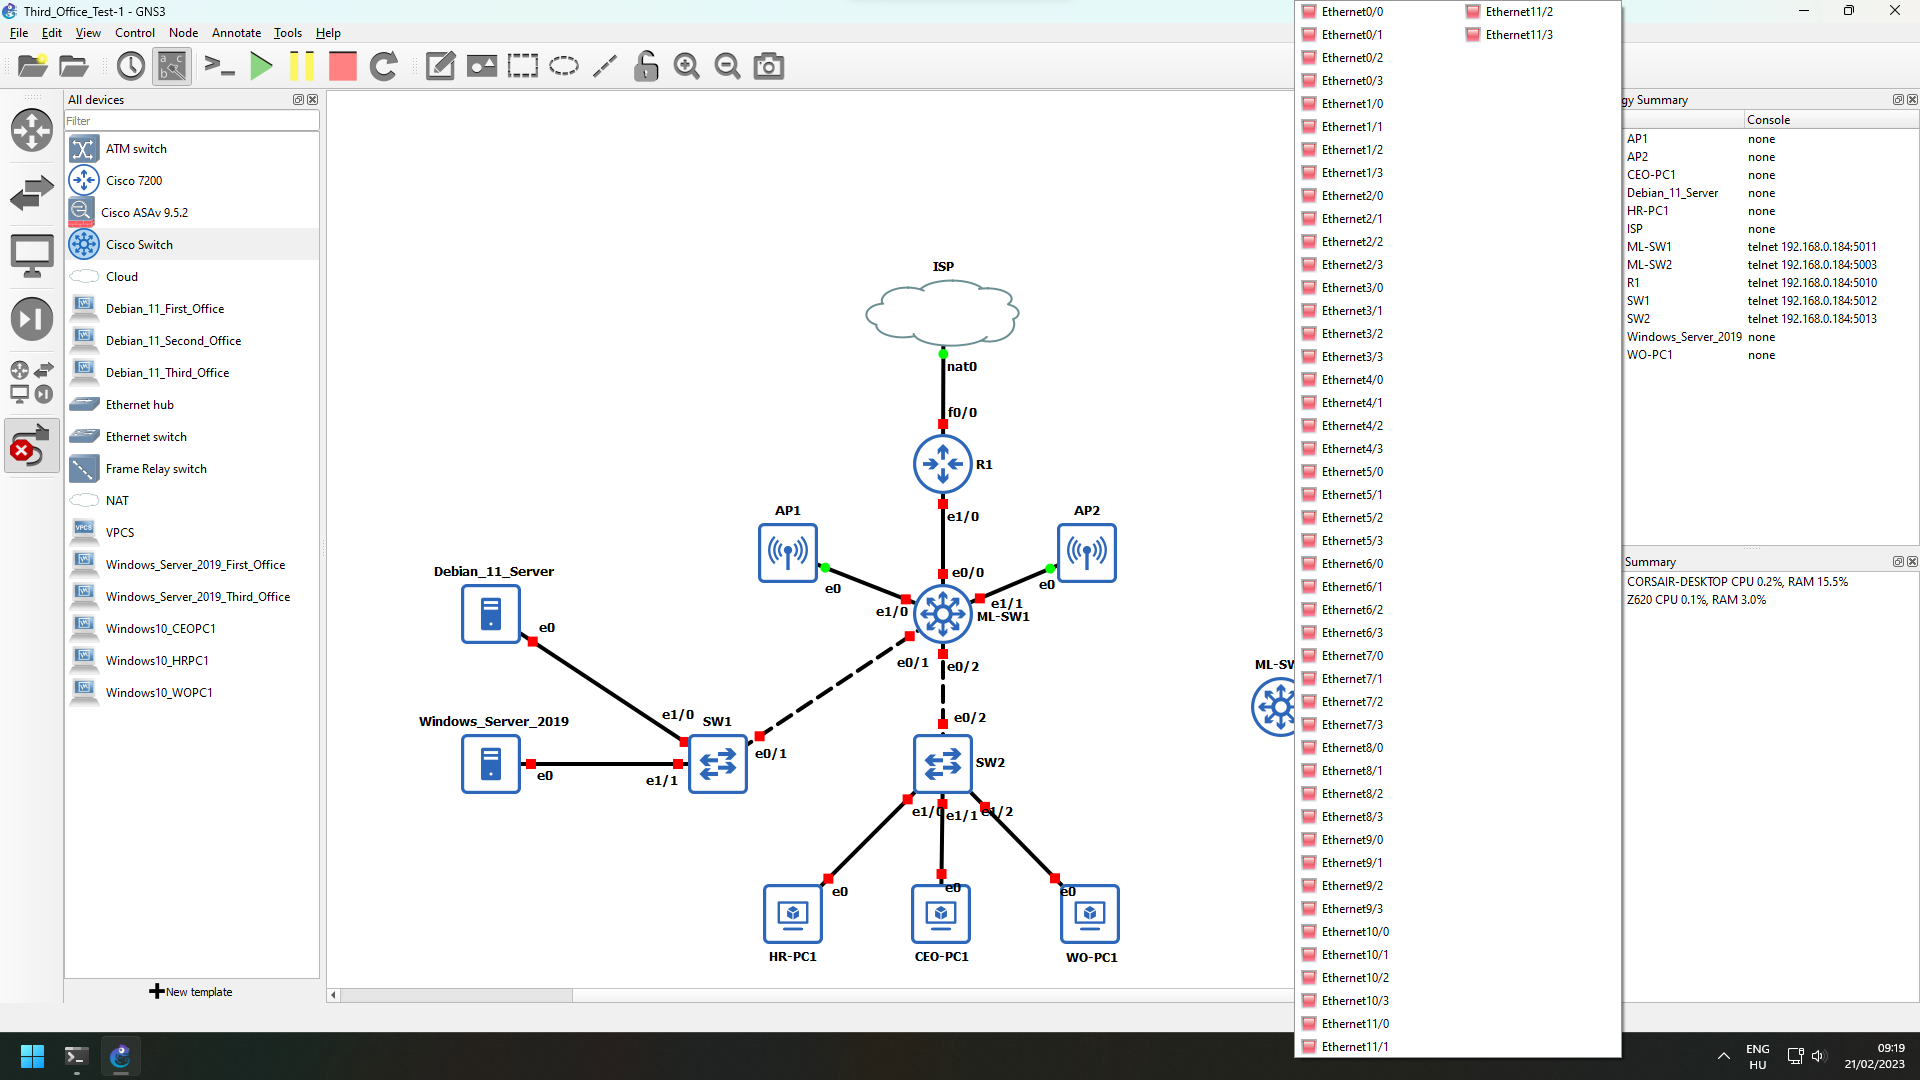 Third_Office_Test-1 - GNS3
File Edit View Control Node Annotate Tools Help
All devices
Filter
ATM switch
Cisco 7200
Cisco ASAv 9.5.2
Cisco Switch
Cloud
Debian_11_First_Office
Debian_11_Second_Office
Debian_11_Third_Office
Ethernet hub
Ethernet switch
Frame Relay switch
NAT
VPCS
Windows_Server_2019_First_Office
Windows_Server_2019_Third_Office
Windows10_CEOPC1
Windows10_HRPC1
Windows10_WOPC1
New template
ISP
nat0
f0/0
R1
e1/0
AP1
AP2
e0
e0
e0/0
e1/0
e1/1
ML-SW1
e0/1
e0/2
Debian_11_Server
e0
Windows_Server_2019
e0
e1/0
SW1
e1/1
e0/1
e0/2
SW2
e1/0
e1/1
e1/2
e0
e0
e0
HR-PC1
CEO-PC1
WO-PC1
ML-SW
Ethernet0/0
Ethernet0/1
Ethernet0/2
Ethernet0/3
Ethernet1/0
Ethernet1/1
Ethernet1/2
Ethernet1/3
Ethernet2/0
Ethernet2/1
Ethernet2/2
Ethernet2/3
Ethernet3/0
Ethernet3/1
Ethernet3/2
Ethernet3/3
Ethernet4/0
Ethernet4/1
Ethernet4/2
Ethernet4/3
Ethernet5/0
Ethernet5/1
Ethernet5/2
Ethernet5/3
Ethernet6/0
Ethernet6/1
Ethernet6/2
Ethernet6/3
Ethernet7/0
Ethernet7/1
Ethernet7/2
Ethernet7/3
Ethernet8/0
Ethernet8/1
Ethernet8/2
Ethernet8/3
Ethernet9/0
Ethernet9/1
Ethernet9/2
Ethernet9/3
Ethernet10/0
Ethernet10/1
Ethernet10/2
Ethernet10/3
Ethernet11/0
Ethernet11/1
Ethernet11/2
Ethernet11/3
gy Summary
Console
AP1 none
AP2 none
CEO-PC1 none
Debian_11_Server none
HR-PC1 none
ISP none
ML-SW1 telnet 192.168.0.184:5011
ML-SW2 telnet 192.168.0.184:5003
R1 telnet 192.168.0.184:5010
SW1 telnet 192.168.0.184:5012
SW2 telnet 192.168.0.184:5013
Windows_Server_2019 none
WO-PC1 none
Summary
CORSAIR-DESKTOP CPU 0.2%, RAM 15.5%
Z620 CPU 0.1%, RAM 3.0%
ENG
HU
09:19
21/02/2023